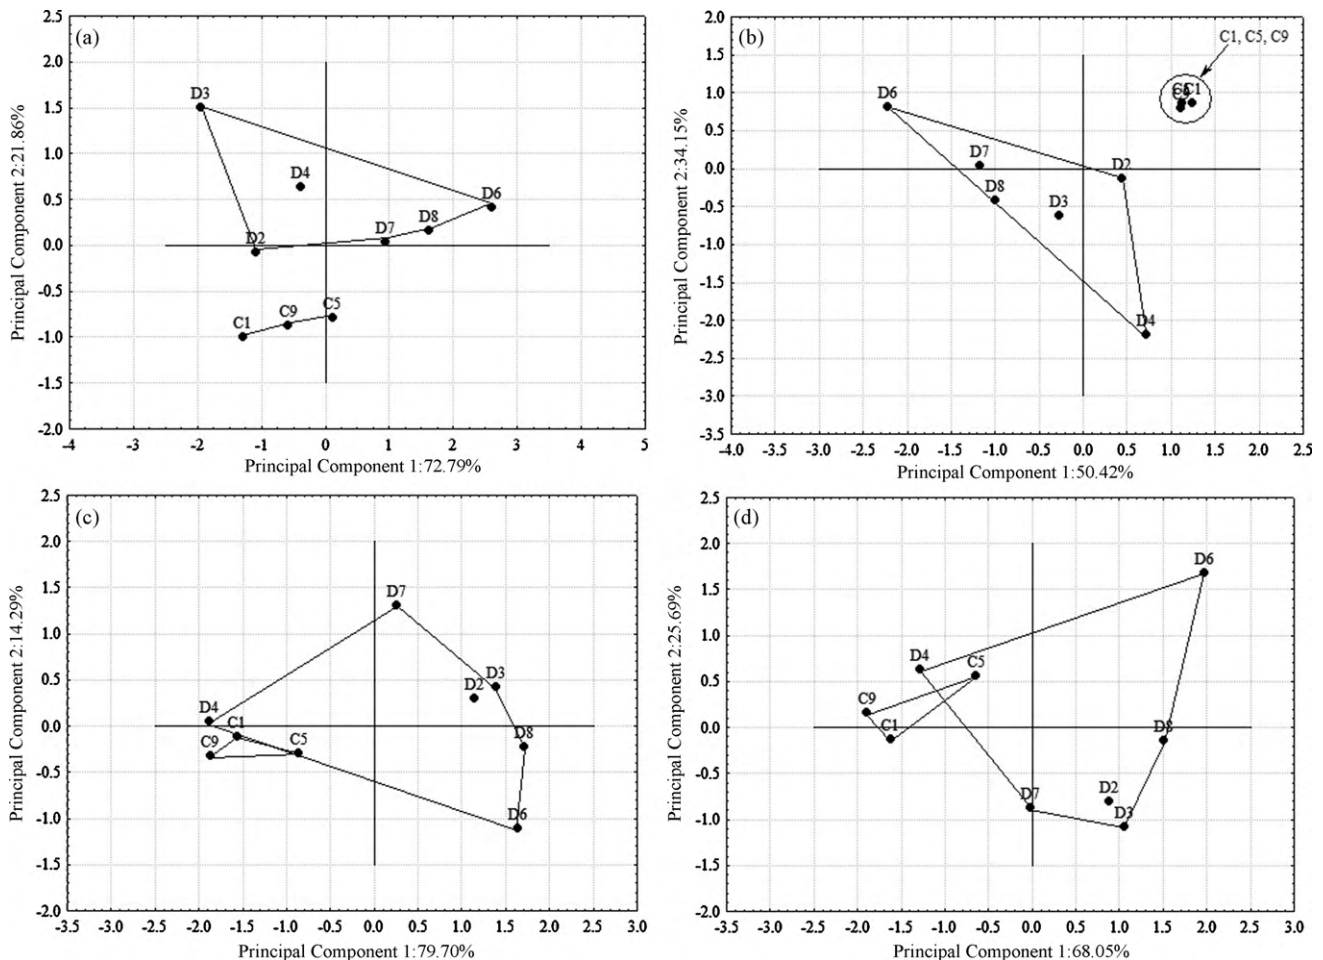 (a)
Principal Component 2:21.86%
2.5
2.0
1.5
1.0
0.5
0.0
-0.5
-1.0
-1.5
-2.0
D3
D4
D6
D8
D7
D2
C5
C9
C1
-4 -3 -2 -1 0 1 2 3 4 5
Principal Component 1:72.79%
(b)
Principal Component 2:34.15%
2.0
1.5
1.0
0.5
0.0
-0.5
-1.0
-1.5
-2.0
-2.5
-3.0
-3.5
C1, C5, C9
C1
D6
D7
D2
D8
D3
D4
-4.0 -3.5 -3.0 -2.5 -2.0 -1.5 -1.0 -0.5 0.0 0.5 1.0 1.5 2.0 2.5
Principal Component 1:50.42%
(c)
Principal Component 2:14.29%
2.5
2.0
1.5
1.0
0.5
0.0
-0.5
-1.0
-1.5
-2.0
D7
D3
D2
D4
C1
C9
C5
D8
D6
-3.5 -3.0 -2.5 -2.0 -1.5 -1.0 -0.5 0.0 0.5 1.0 1.5 2.0 2.5 3.0
Principal Component 1:79.70%
(d)
Principal Component 2:25.69%
2.5
2.0
1.5
1.0
0.5
0.0
-0.5
-1.0
-1.5
-2.0
D6
D4
C5
C9
C1
D8
D7
D2
D3
-3.5 -3.0 -2.5 -2.0 -1.5 -1.0 -0.5 0.0 0.5 1.0 1.5 2.0 2.5 3.0
Principal Component 1:68.05%